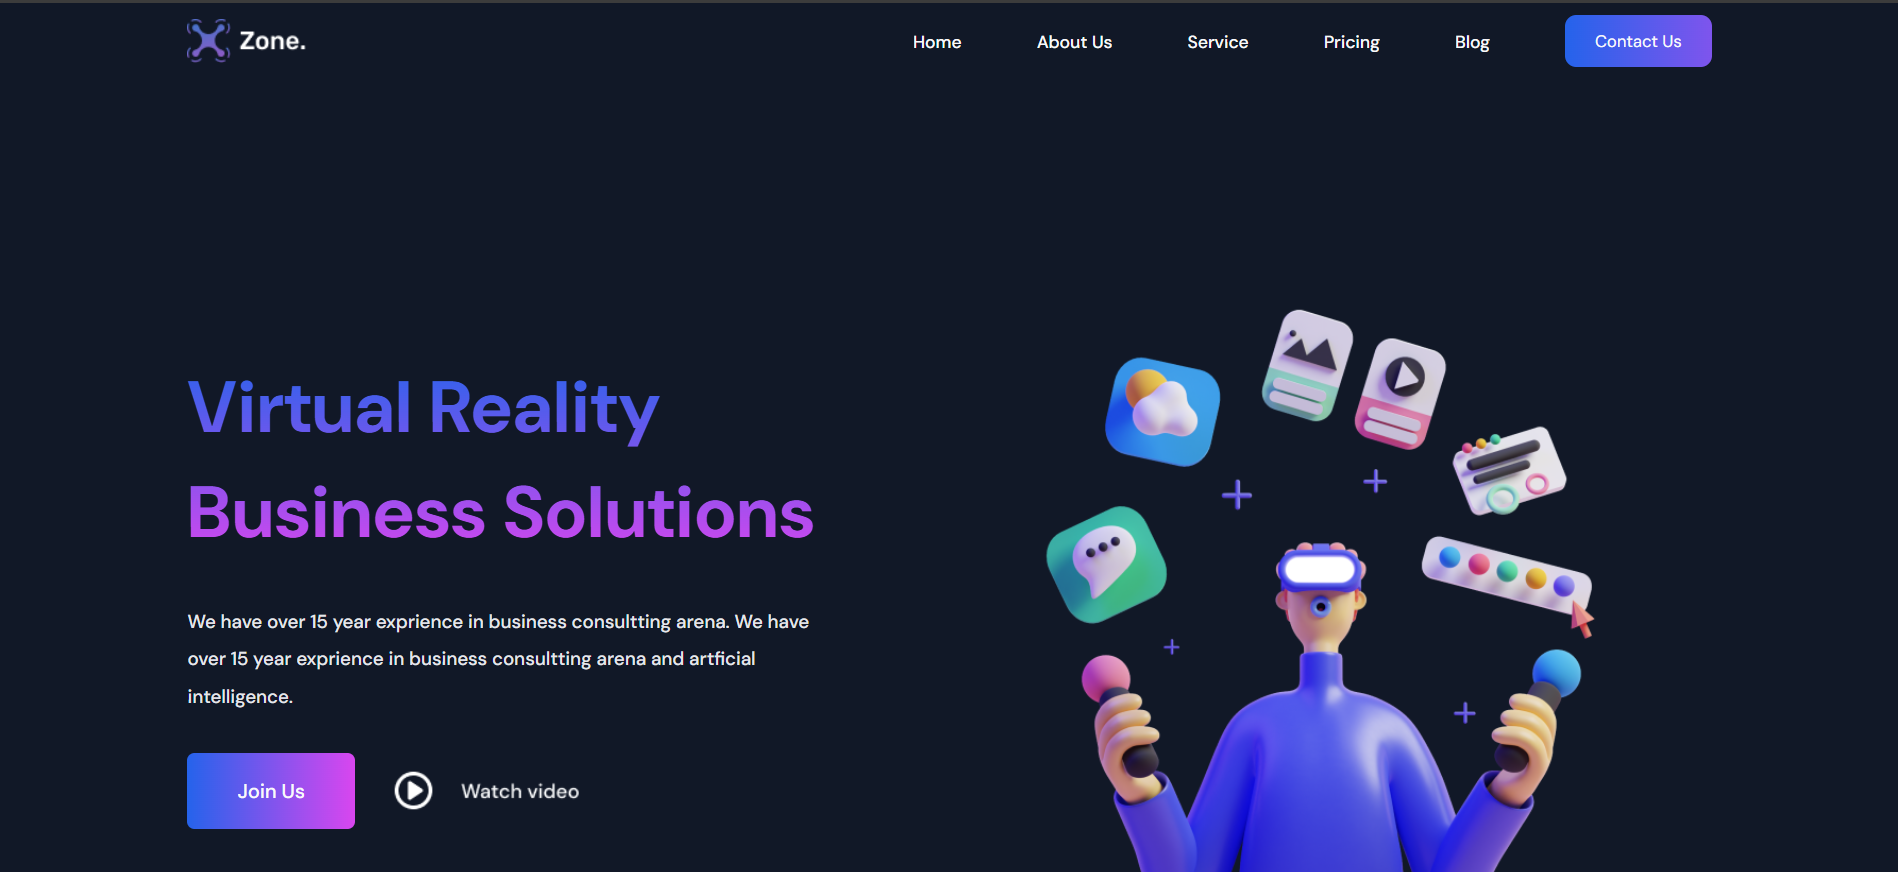 Zone.
Home
About Us
Service
Pricing
Blog
Contact Us
Virtual Reality
Business Solutions
We have over 15 year exprience in business consultting arena. We have
over 15 year exprience in business consultting arena and artficial
intelligence.
Join Us
Watch video